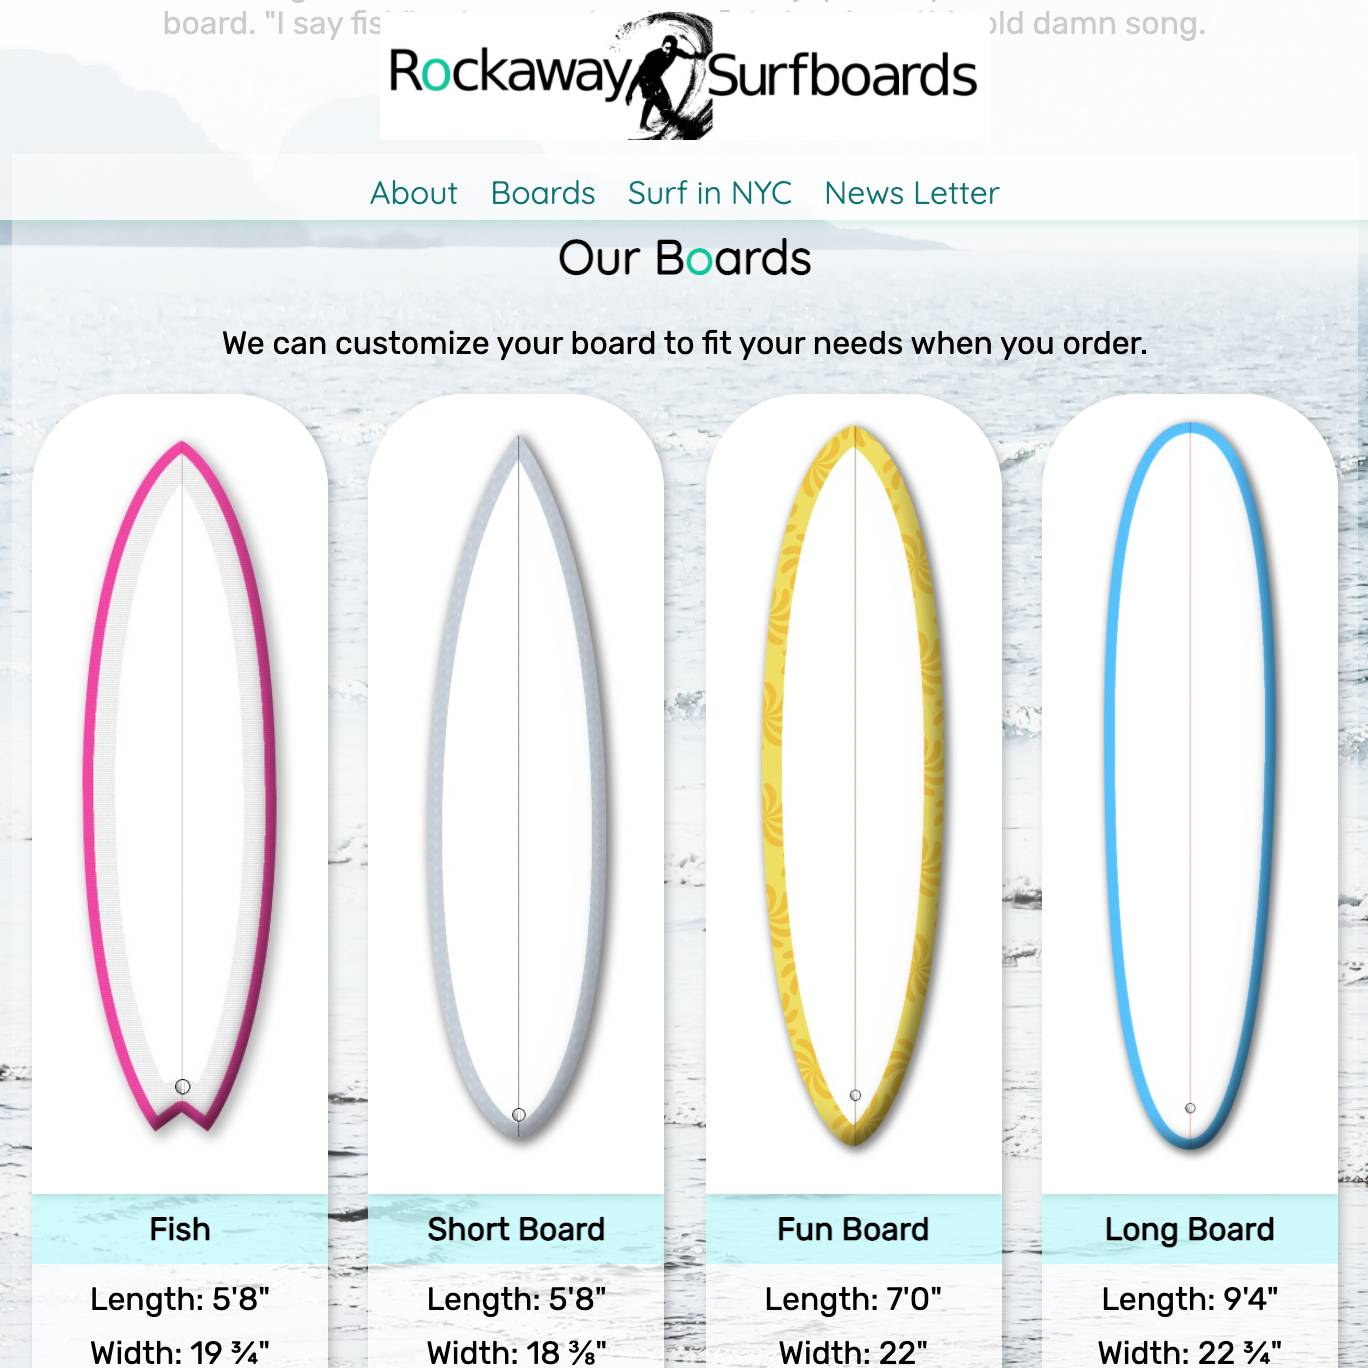 board. "I say fis
old damn song.
Rockaway Surfboards
About Boards Surf in NYC News Letter
Our Boards
We can customize your board to fit your needs when you order.
Fish
Length: 5'8"
Width: 19 ¾"
Short Board
Length: 5'8"
Width: 18 ⅜"
Fun Board
Length: 7'0"
Width: 22"
Long Board
Length: 9'4"
Width: 22 ¾"